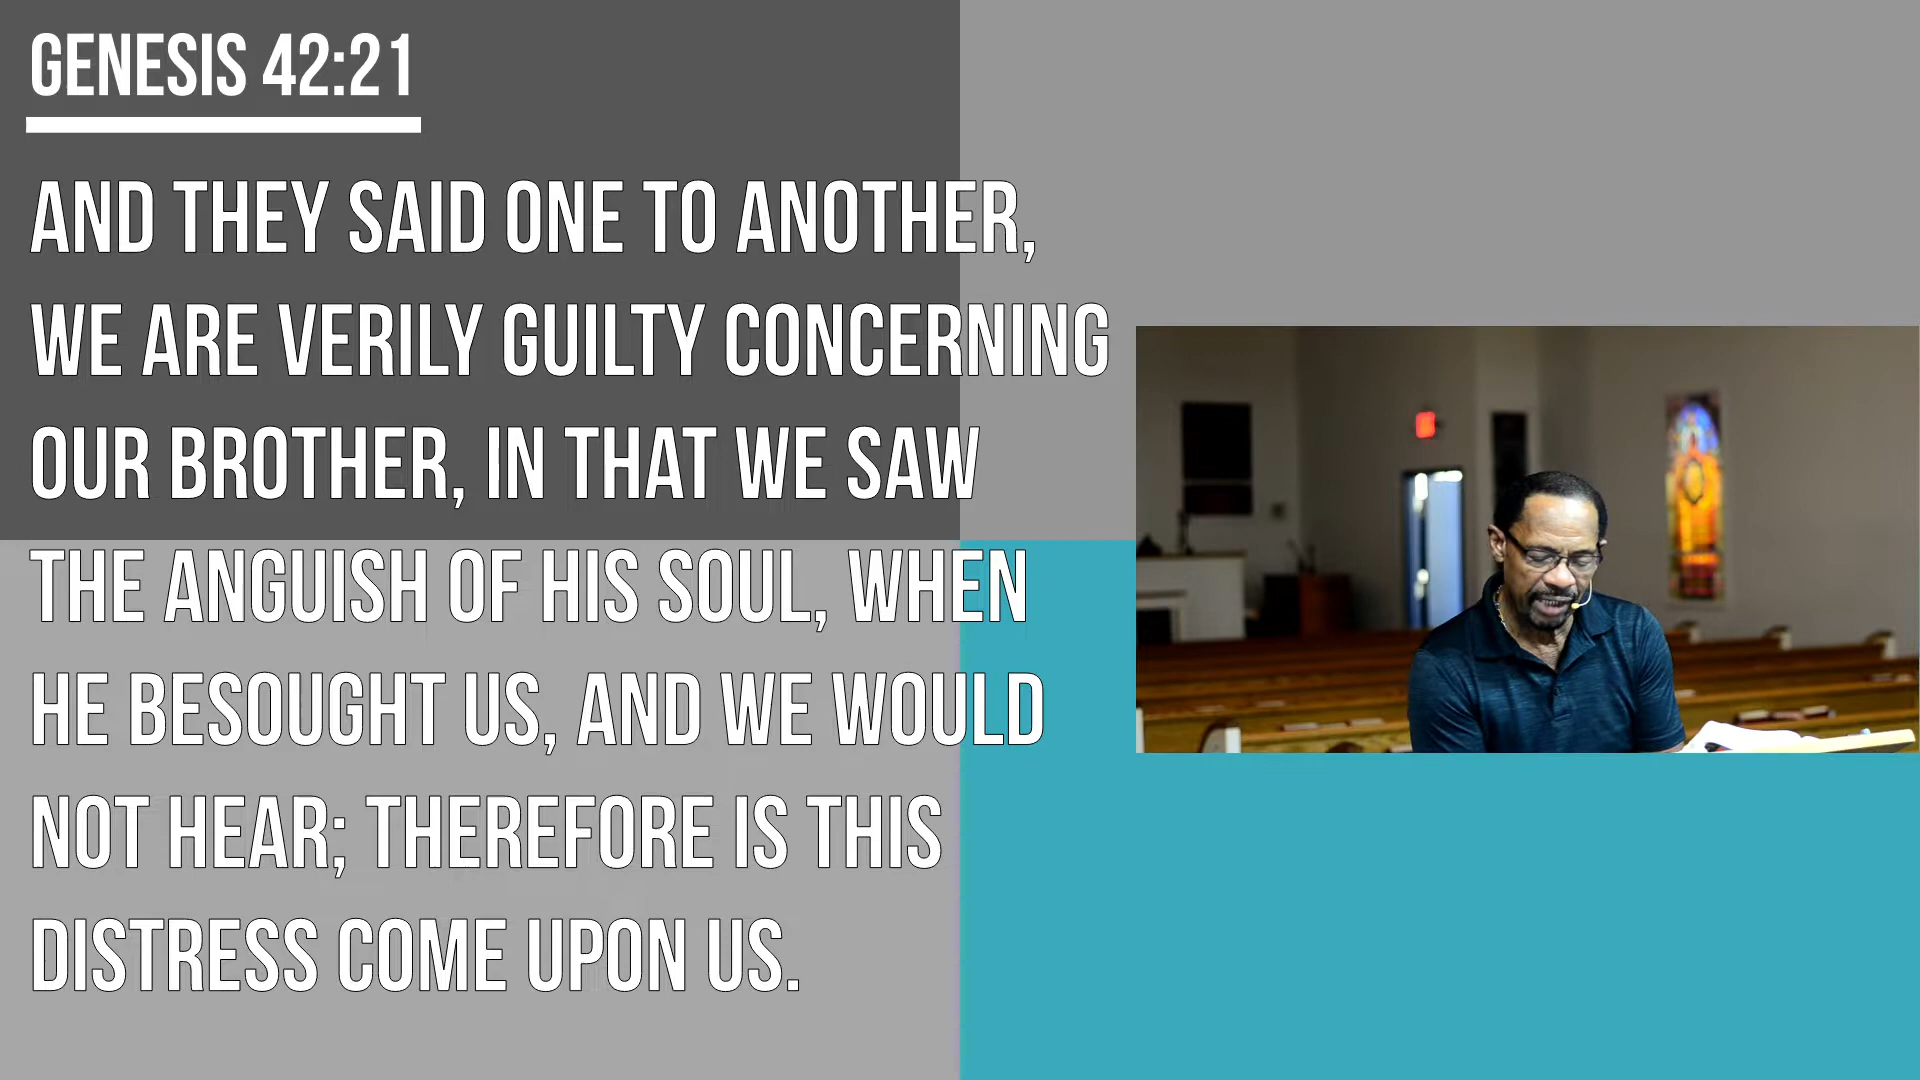 GENESIS 42:21
AND THEY SAID ONE TO ANOTHER,
WE ARE VERILY GUILTY CONCERNING
OUR BROTHER, IN THAT WE SAW
THE ANGUISH OF HIS SOUL, WHEN
HE BESOUGHT US, AND WE WOULD
NOT HEAR; THEREFORE IS THIS
DISTRESS COME UPON US.